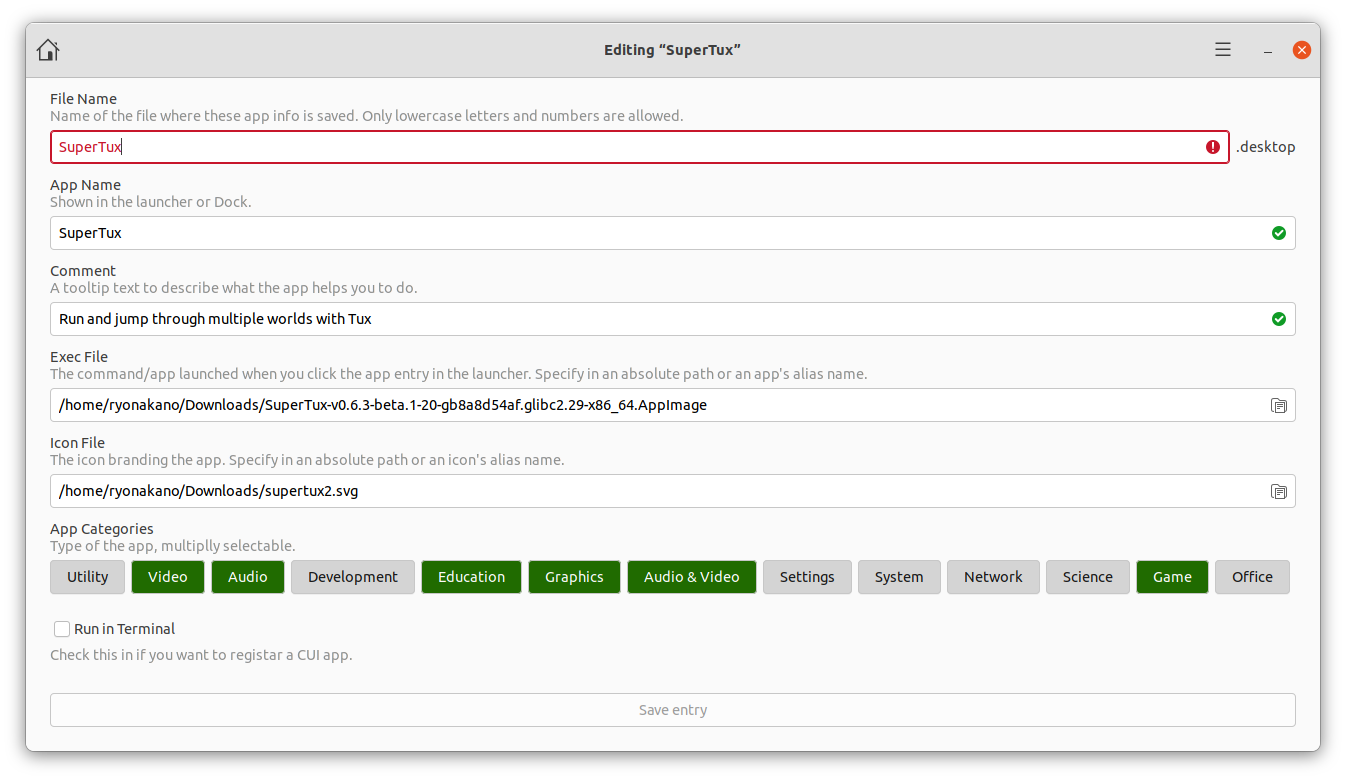 Editing “SuperTux”
File Name
Name of the file where these app info is saved. Only lowercase letters and numbers are allowed.
SuperTux .desktop
App Name
Shown in the launcher or Dock.
SuperTux
Comment
A tooltip text to describe what the app helps you to do.
Run and jump through multiple worlds with Tux
Exec File
The command/app launched when you click the app entry in the launcher. Specify in an absolute path or an app's alias name.
/home/ryonakano/Downloads/SuperTux-v0.6.3-beta.1-20-gb8a8d54af.glibc2.29-x86_64.AppImage
Icon File
The icon branding the app. Specify in an absolute path or an icon's alias name.
/home/ryonakano/Downloads/supertux2.svg
App Categories
Type of the app, multiplly selectable.
Utility Video Audio Development Education Graphics Audio & Video Settings System Network Science Game Office
Run in Terminal
Check this in if you want to registar a CUI app.
Save entry